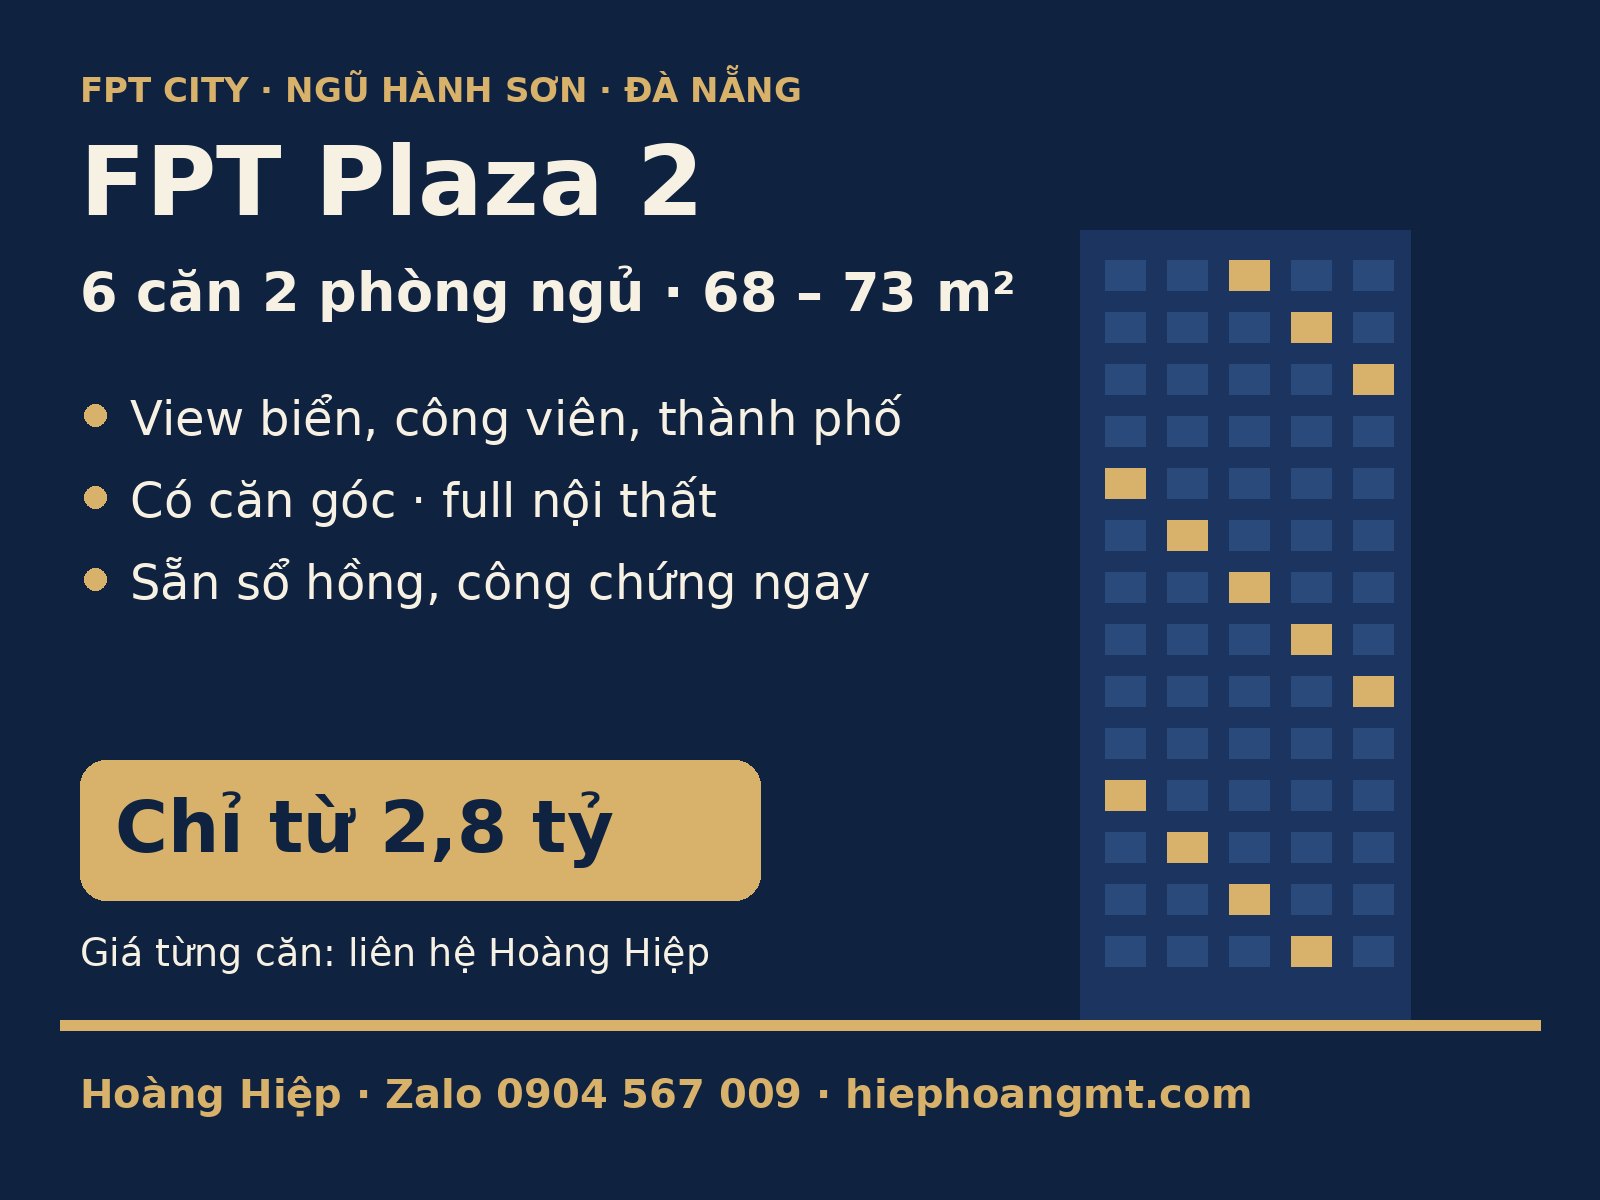 FPT CITY · NGŨ HÀNH SƠN · ĐÀ NẴNG
FPT Plaza 2
6 căn 2 phòng ngủ · 68 – 73 m²
View biển, công viên, thành phố
Có căn góc · full nội thất
Sẵn sổ hồng, công chứng ngay
Chỉ từ 2,8 tỷ
Giá từng căn: liên hệ Hoàng Hiệp
Hoàng Hiệp · Zalo 0904 567 009 · hiephoangmt.com